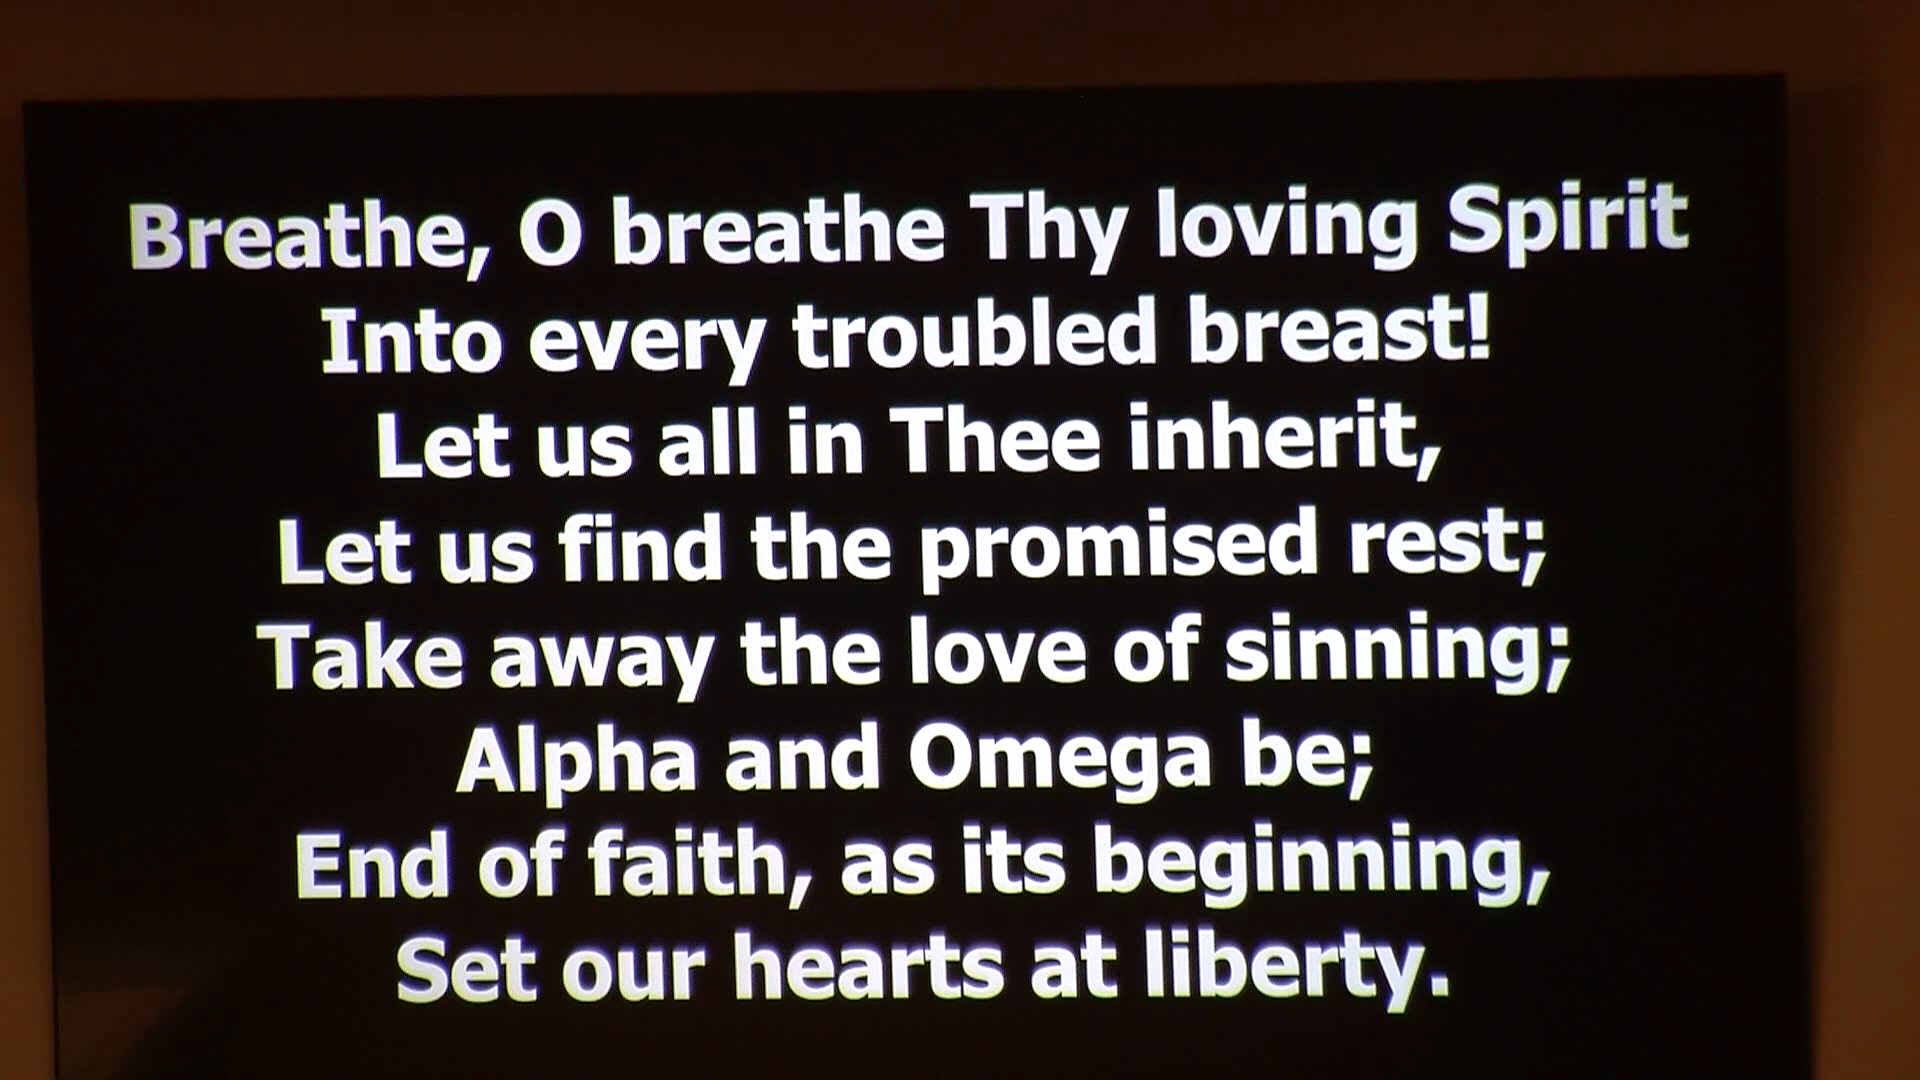 Breathe, O breathe Thy loving Spirit
Into every troubled breast!
Let us all in Thee inherit,
Let us find the promised rest;
Take away the love of sinning;
Alpha and Omega be;
End of faith, as its beginning,
Set our hearts at liberty.